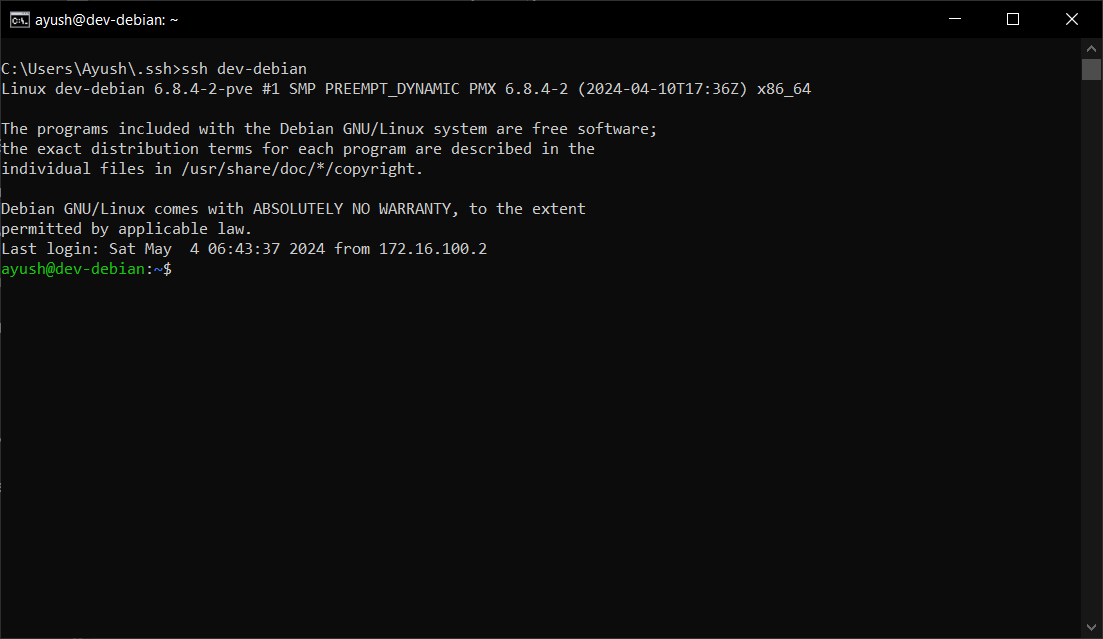 ayush@dev-debian: ~
C:\Users\Ayush\.ssh>ssh dev-debian
Linux dev-debian 6.8.4-2-pve #1 SMP PREEMPT_DYNAMIC PMX 6.8.4-2 (2024-04-10T17:36Z) x86_64
The programs included with the Debian GNU/Linux system are free software;
the exact distribution terms for each program are described in the
individual files in /usr/share/doc/*/copyright.
Debian GNU/Linux comes with ABSOLUTELY NO WARRANTY, to the extent
permitted by applicable law.
Last login: Sat May  4 06:43:37 2024 from 172.16.100.2
ayush@dev-debian:~$